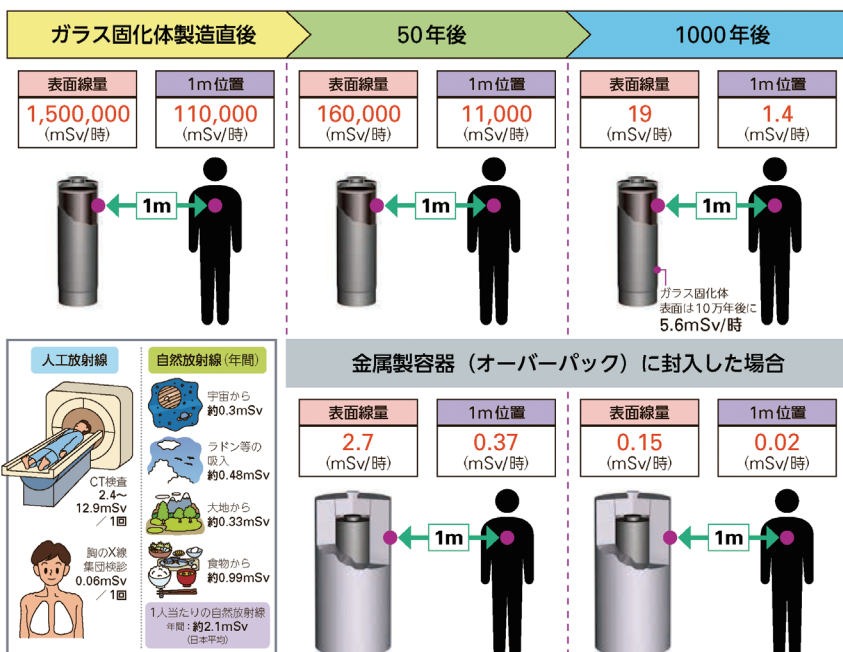 ガラス固化体製造直後
50年後
1000年後
表面線量
1,500,000
(mSv/時)
1m位置
110,000
(mSv/時)
1m
表面線量
160,000
(mSv/時)
1m位置
11,000
(mSv/時)
1m
表面線量
19
(mSv/時)
1m位置
1.4
(mSv/時)
1m
ガラス固化体
表面は10万年後に
5.6mSv/時
人工放射線
CT検査
2.4〜
12.9mSv
/1回
胸のX線
集団検診
0.06mSv
/1回
自然放射線(年間)
宇宙から
約0.3mSv
ラドン等の
吸入
約0.48mSv
大地から
約0.33mSv
食物から
約0.99mSv
1人当たりの自然放射線
年間:約2.1mSv
(日本平均)
金属製容器(オーバーパック)に封入した場合
表面線量
2.7
(mSv/時)
1m位置
0.37
(mSv/時)
1m
表面線量
0.15
(mSv/時)
1m位置
0.02
(mSv/時)
1m